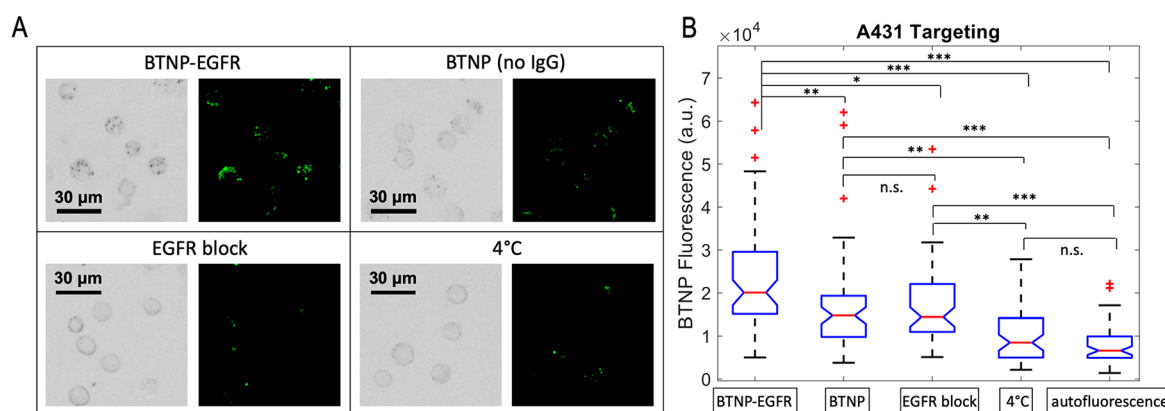 A
BTNP-EGFR
BTNP (no IgG)
30 μm
30 μm
EGFR block
4°C
30 μm
30 μm
B
A431 Targeting
×10⁴
BTNP Fluorescence (a.u.)
7
6
5
4
3
2
1
0
***
***
*
**
***
**
n.s.
***
**
n.s.
BTNP-EGFR
BTNP
EGFR block
4°C
autofluorescence